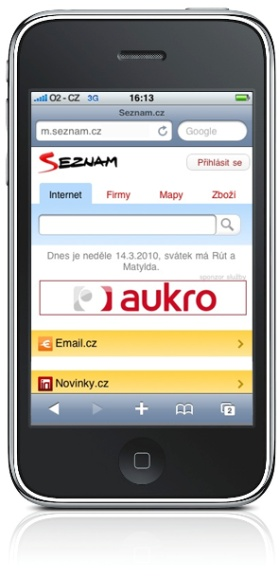 O2 - CZ 3G 16:13
Seznam.cz
m.seznam.cz Google
SEZNAM Přihlásit se
Internet Firmy Mapy Zboží
Dnes je neděle 14.3.2010, svátek má Rút a
Matylda.
sponzor služby
aukro
Email.cz
Novinky.cz
2